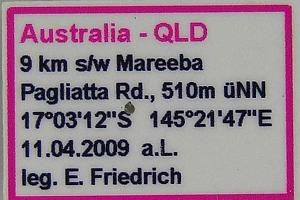 Australia - QLD
9 km s/w Mareeba
Pagliatta Rd., 510m üNN
17°03'12"S 145°21'47"E
11.04.2009 a.L.
leg. E. Friedrich